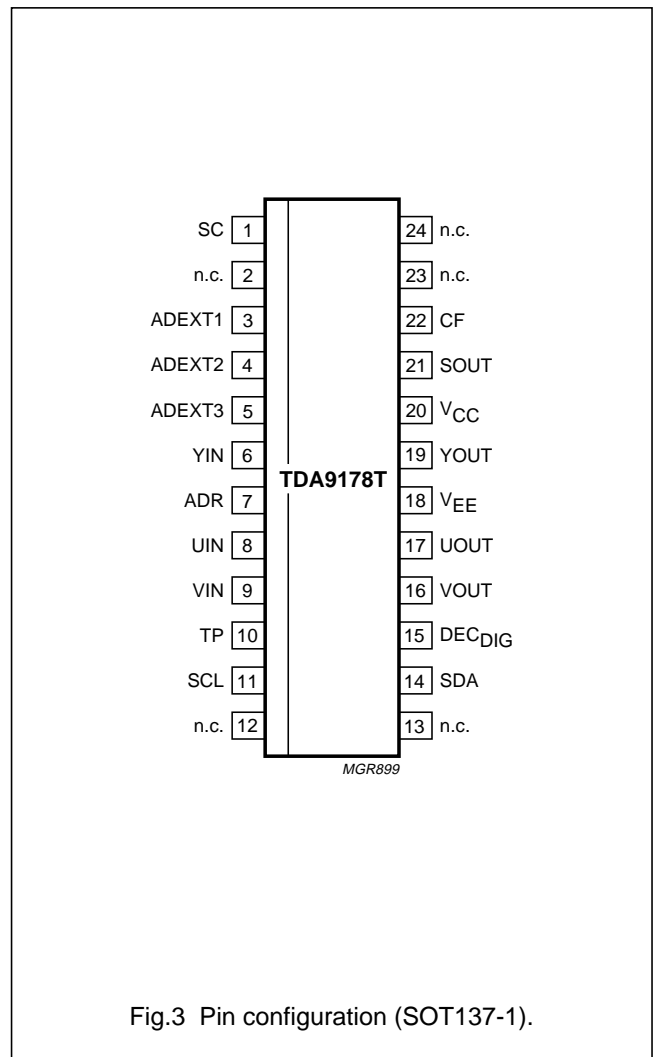 SC 1
n.c. 2
ADEXT1 3
ADEXT2 4
ADEXT3 5
YIN 6
ADR 7
UIN 8
VIN 9
TP 10
SCL 11
n.c. 12
TDA9178T
24 n.c.
23 n.c.
22 CF
21 SOUT
20 VCC
19 YOUT
18 VEE
17 UOUT
16 VOUT
15 DECDIG
14 SDA
13 n.c.
MGR899
Fig.3 Pin configuration (SOT137-1).